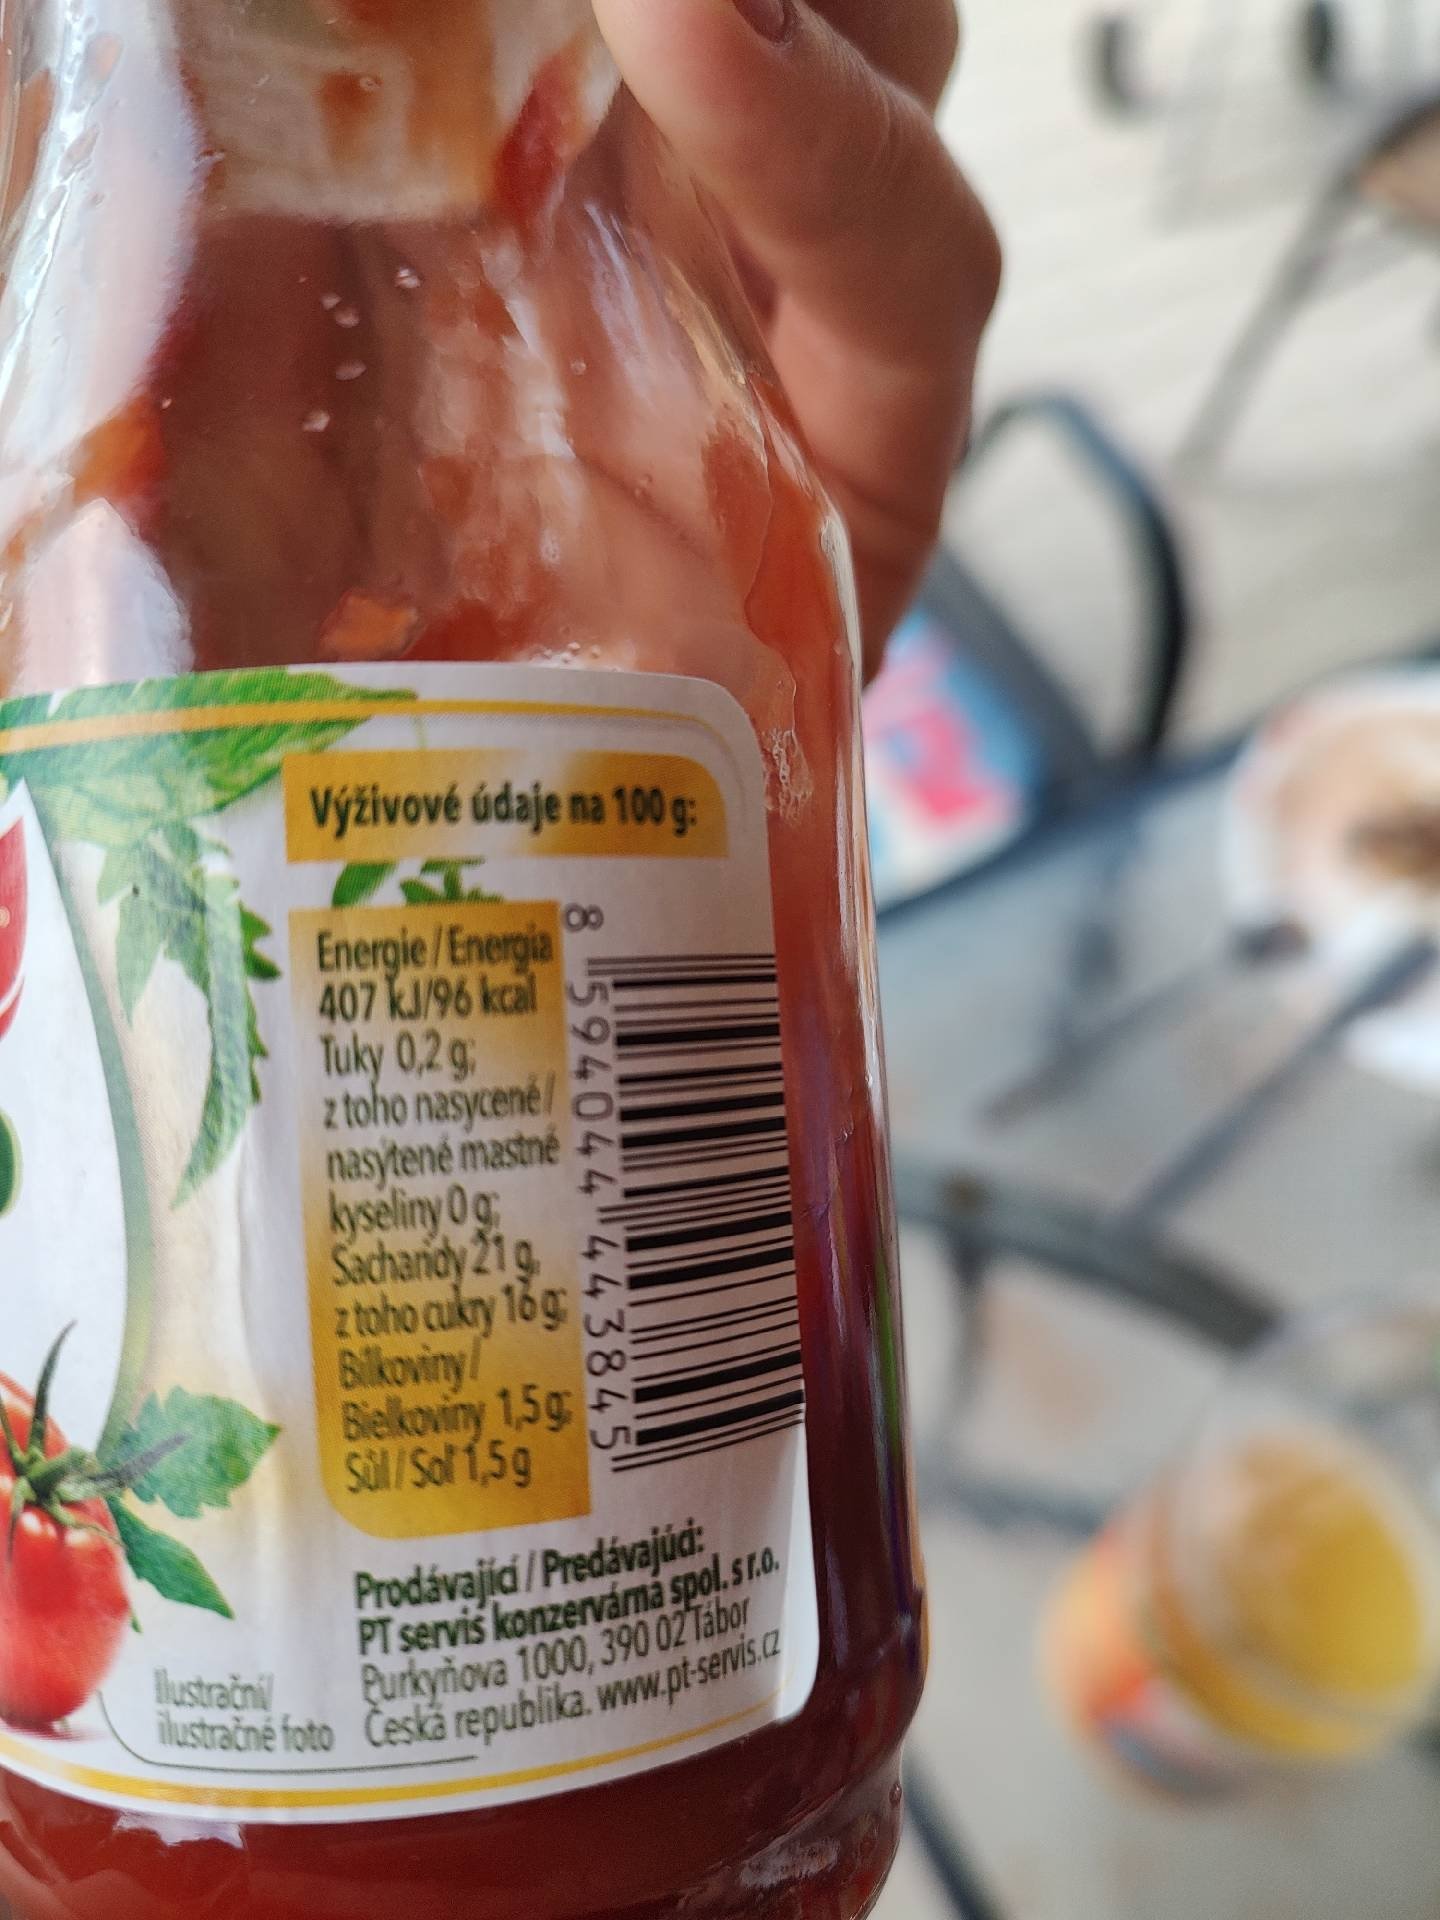 Výživové údaje na 100 g:
Energie / Energia
407 kJ/96 kcal
Tuky 0,2 g;
z toho nasycené /
nasýtené mastné
kyseliny 0 g;
Sacharidy 21 g,
z toho cukry 16 g;
Bílkoviny /
Bielkoviny 1,5 g;
Sůl / Soľ 1,5 g
8 594044 443845
Prodávající / Predávajúci:
PT servis konzervárna spol. s r.o.
Purkyňova 1000, 390 02 Tábor
Česká republika. www.pt-servis.cz
Ilustrační/
ilustračné foto